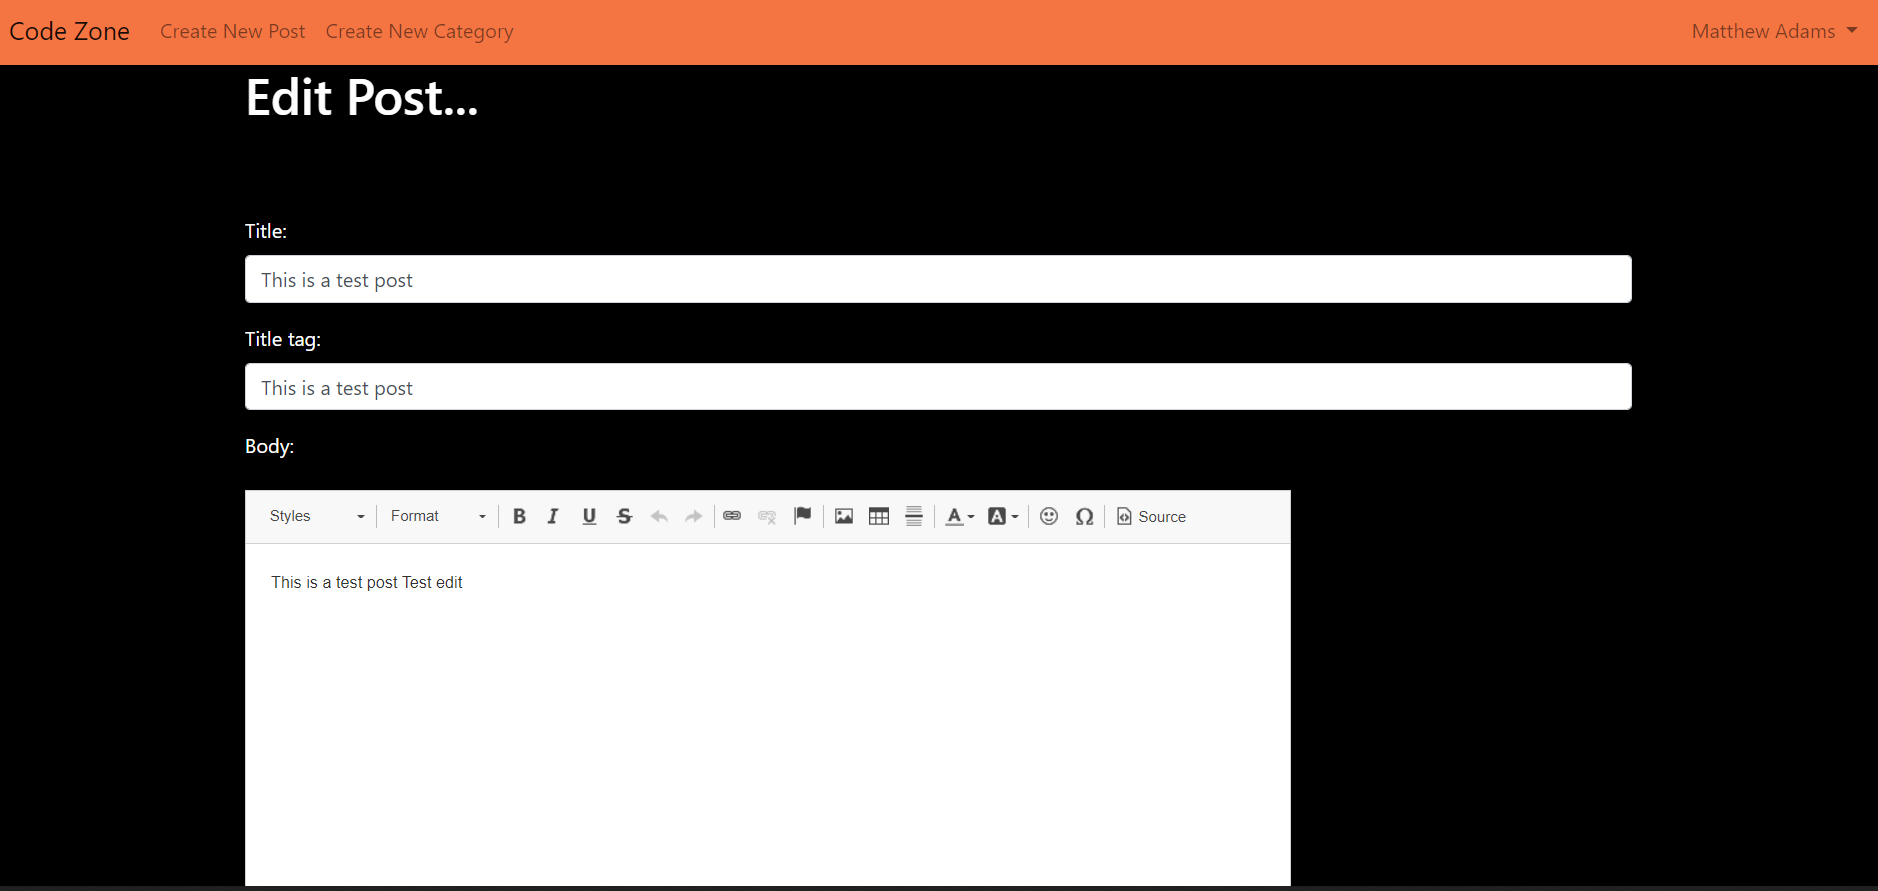 Code Zone Create New Post Create New Category Matthew Adams
Edit Post...
Title:
This is a test post
Title tag:
This is a test post
Body:
Styles Format B I U S A A Ω Source
This is a test post Test edit